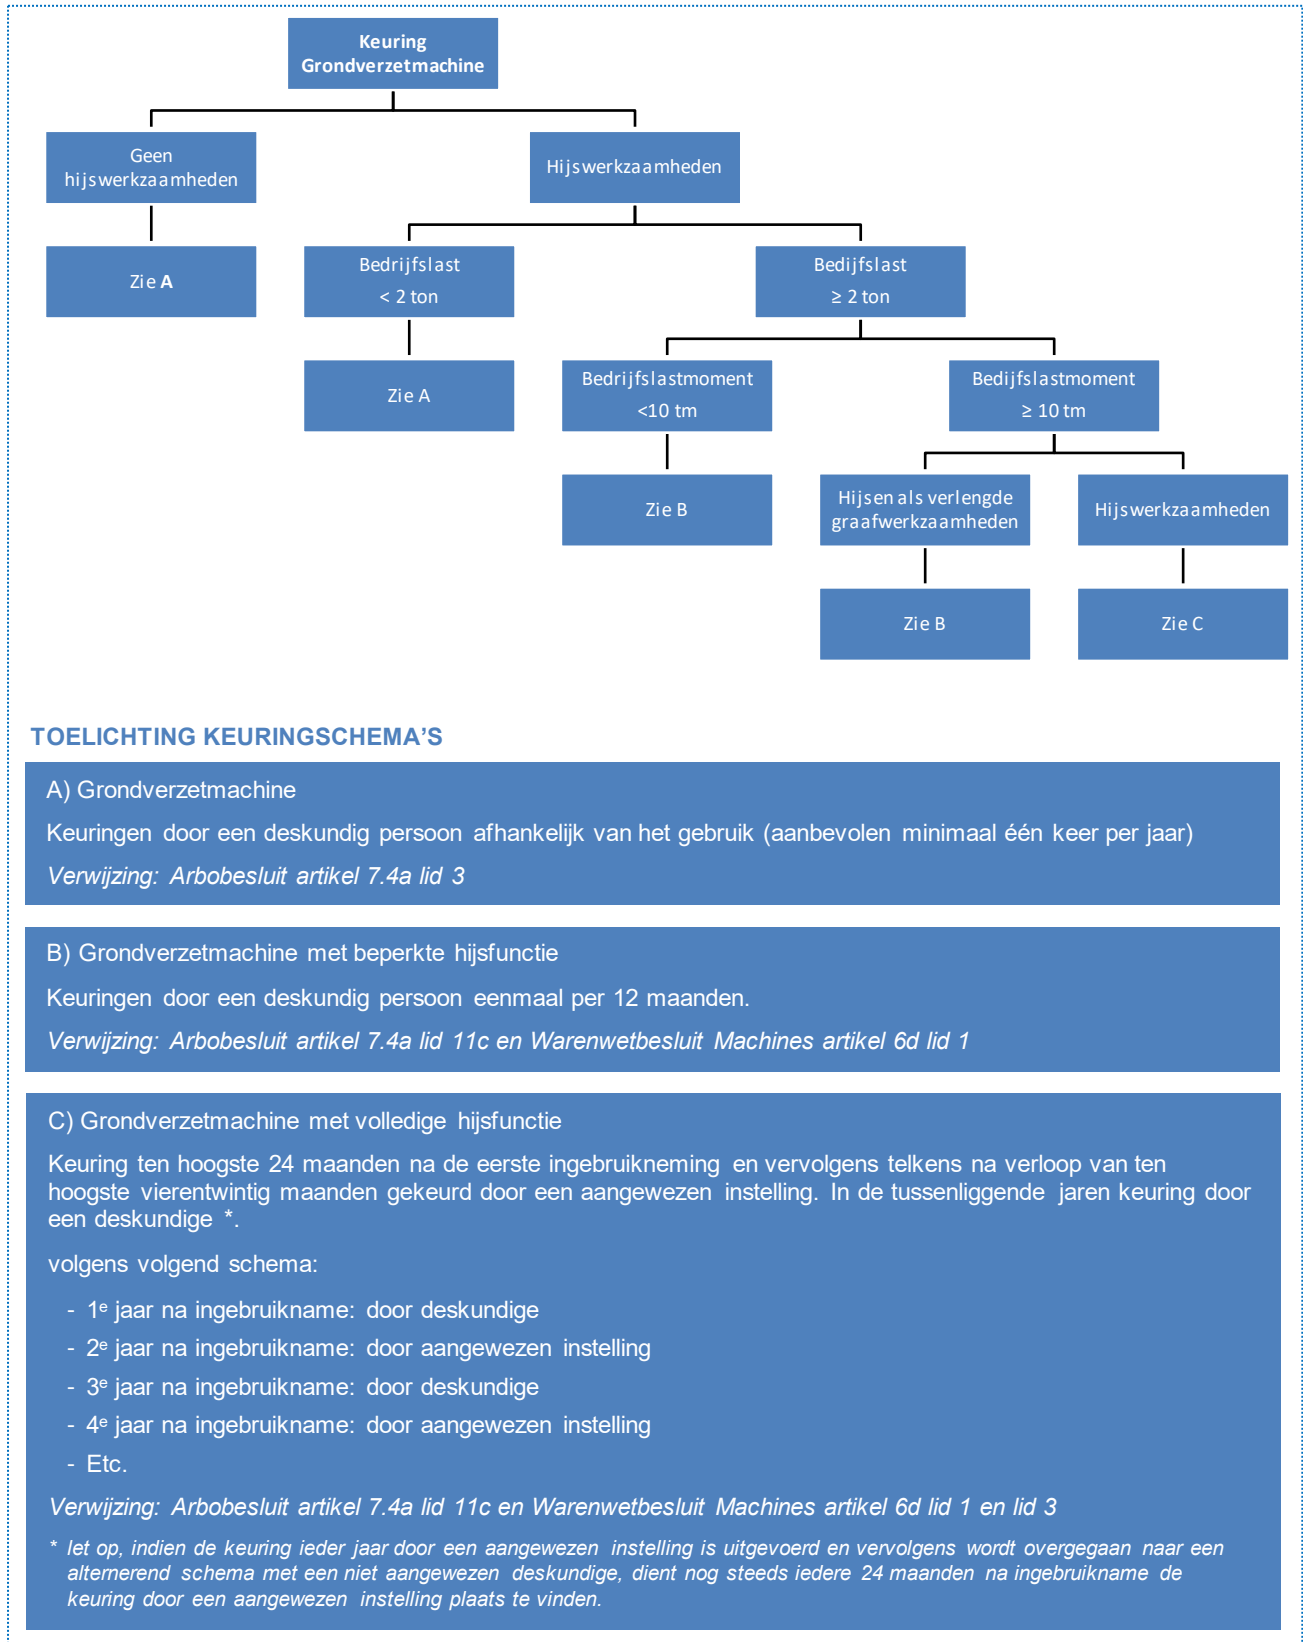 Keuring
Grondverzetmachine
Geen
hijswerkzaamheden
Hijswerkzaamheden
Zie A
Bedrijfslast
< 2 ton
Bedijfslast
≥ 2 ton
Zie A
Bedrijfslastmoment
<10 tm
Bedijfslastmoment
≥ 10 tm
Zie B
Hijsen als verlengde
graafwerkzaamheden
Hijswerkzaamheden
Zie B
Zie C
TOELICHTING KEURINGSCHEMA'S
A) Grondverzetmachine
Keuringen door een deskundig persoon afhankelijk van het gebruik (aanbevolen minimaal één keer per jaar)
Verwijzing: Arbobesluit artikel 7.4a lid 3
B) Grondverzetmachine met beperkte hijsfunctie
Keuringen door een deskundig persoon eenmaal per 12 maanden.
Verwijzing: Arbobesluit artikel 7.4a lid 11c en Warenwetbesluit Machines artikel 6d lid 1
C) Grondverzetmachine met volledige hijsfunctie
Keuring ten hoogste 24 maanden na de eerste ingebruikneming en vervolgens telkens na verloop van ten
hoogste vierentwintig maanden gekeurd door een aangewezen instelling. In de tussenliggende jaren keuring door
een deskundige *.
volgens volgend schema:
- 1e jaar na ingebruikname: door deskundige
- 2e jaar na ingebruikname: door aangewezen instelling
- 3e jaar na ingebruikname: door deskundige
- 4e jaar na ingebruikname: door aangewezen instelling
- Etc.
Verwijzing: Arbobesluit artikel 7.4a lid 11c en Warenwetbesluit Machines artikel 6d lid 1 en lid 3
* let op, indien de keuring ieder jaar door een aangewezen instelling is uitgevoerd en vervolgens wordt overgegaan naar een
alternerend schema met een niet aangewezen deskundige, dient nog steeds iedere 24 maanden na ingebruikname de
keuring door een aangewezen instelling plaats te vinden.